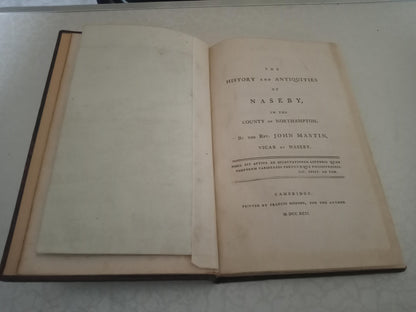 THE
HISTORY AND ANTIQUITIES
OF
NASEBY,
IN THE
COUNTY OF NORTHAMPTON.
BY THE REV. JOHN MASTIN,
VICAR OF NASEBY.
CAMBRIDGE,
PRINTED BY FRANCIS HODSON, FOR THE AUTHOR.
M.DCC.XCII.